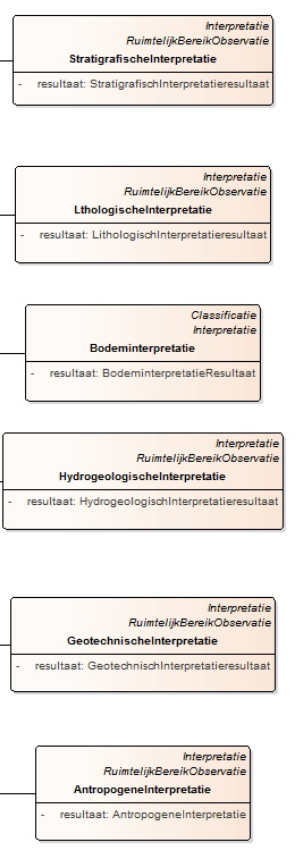 Interpretatie
RuimtelijkBereikObservatie
StratigrafischeInterpretatie
- resultaat: StratigrafischInterpretatieresultaat
Interpretatie
RuimtelijkBereikObservatie
LthologischeInterpretatie
- resultaat: LithologischInterpretatieresultaat
Classificatie
Interpretatie
Bodeminterpretatie
- resultaat: BodeminterpretatieResultaat
Interpretatie
RuimtelijkBereikObservatie
HydrogeologischeInterpretatie
- resultaat: HydrogeologischInterpretatieresultaat
Interpretatie
RuimtelijkBereikObservatie
GeotechnischeInterpretatie
- resultaat: GeotechnischInterpretatieresultaat
Interpretatie
RuimtelijkBereikObservatie
AntropogeneInterpretatie
- resultaat: AntropogeneInterpretatie